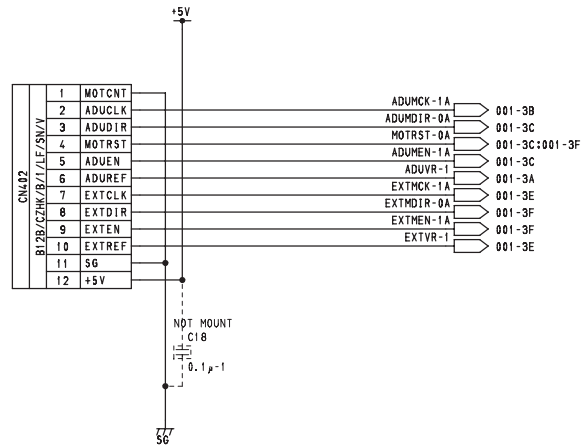 +5V
CN402
B12B/CZHK/B/1/LF/SN/V
1 MOTCNT
2 ADUCLK ADUMCK-1A 001-3B
3 ADUDIR ADUMDIR-0A 001-3C
4 MOTRST MOTRST-0A 001-3C:001-3F
5 ADUEN ADUMEN-1A 001-3C
6 ADUREF ADUVR-1 001-3A
7 EXTCLK EXTMCK-1A 001-3E
8 EXTDIR EXTMDIR-0A 001-3F
9 EXTEN EXTMEN-1A 001-3F
10 EXTREF EXTVR-1 001-3E
11 SG
12 +5V
NOT MOUNT
C18
0.1μ-1
SG